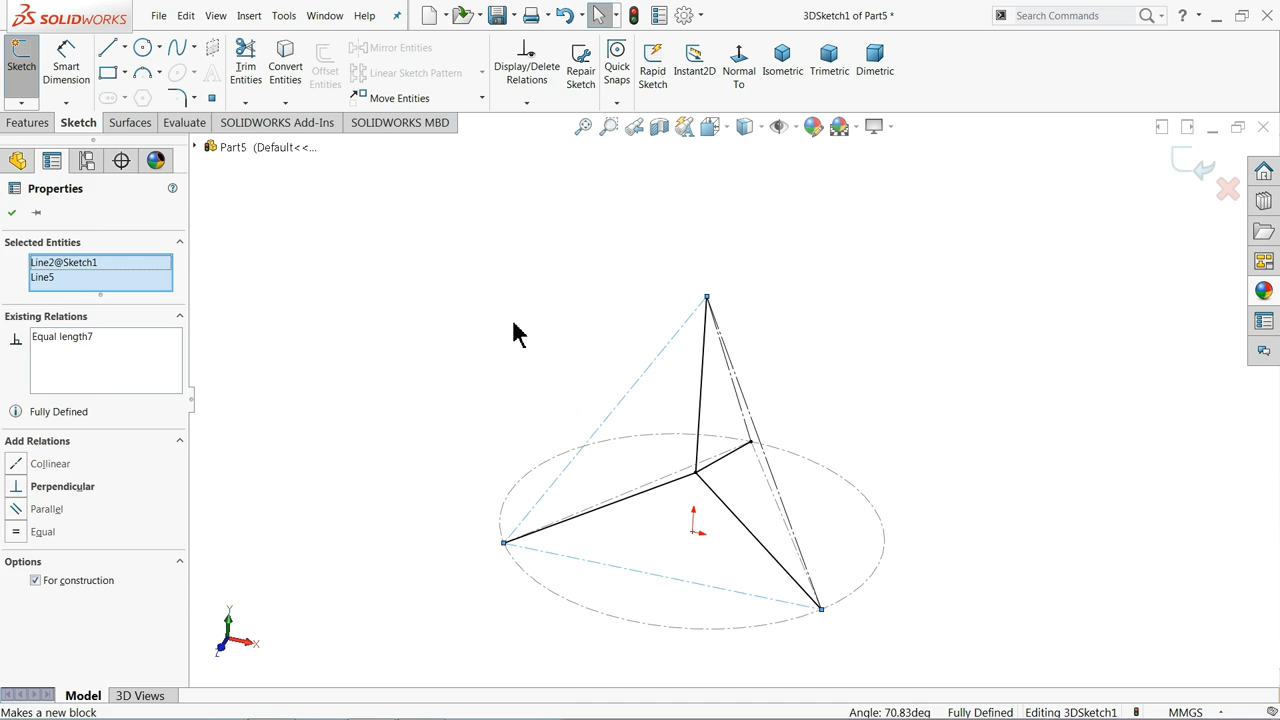 SOLIDWORKS File Edit View Insert Tools Window Help 3DSketch1 of Part5 * Search Commands ?
Sketch Smart Dimension Trim Entities Convert Entities Offset Entities Mirror Entities Linear Sketch Pattern Move Entities Display/Delete Relations Repair Sketch Quick Snaps Rapid Sketch Instant2D Normal To Isometric Trimetric Dimetric
Features Sketch Surfaces Evaluate SOLIDWORKS Add-Ins SOLIDWORKS MBD
Part5 (Default<<...
Properties
Selected Entities
Line2@Sketch1
Line5
Existing Relations
Equal length7
Fully Defined
Add Relations
Collinear
Perpendicular
Parallel
Equal
Options
For construction
Y
X
Z
Model 3D Views
Makes a new block Angle: 70.83deg Fully Defined Editing 3DSketch1 MMGS